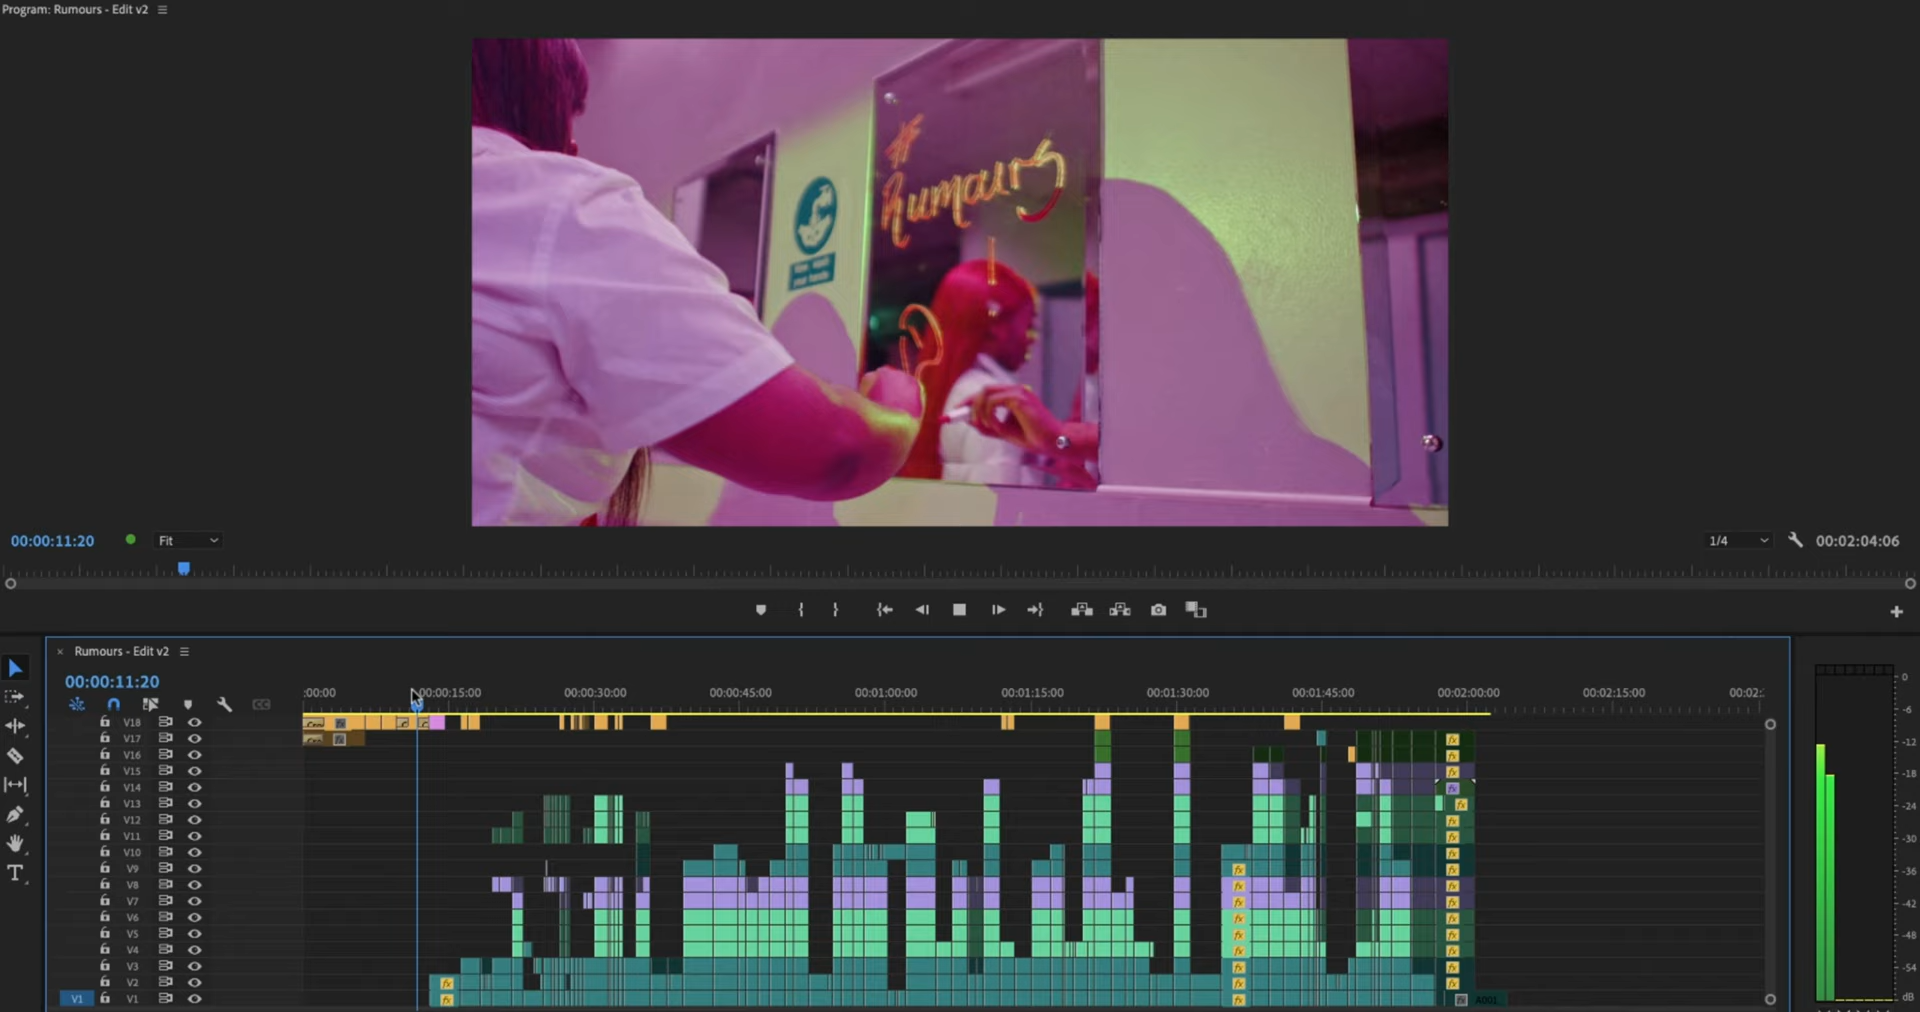 Program: Rumours - Edit v2
#
Rumours
00:00:11:20
Fit
1/4
00:02:04:06
Rumours - Edit v2
00:00:11:20
:00:00
00:00:15:00
00:00:30:00
00:00:45:00
00:01:00:00
00:01:15:00
00:01:30:00
00:01:45:00
00:02:00:00
00:02:15:00
00:02:
V18
V17
V16
V15
V14
V13
V12
V11
V10
V9
V8
V7
V6
V5
V4
V3
V2
V1
V1
A001
0
-6
-12
-18
-24
-30
-36
-42
-48
-54
dB